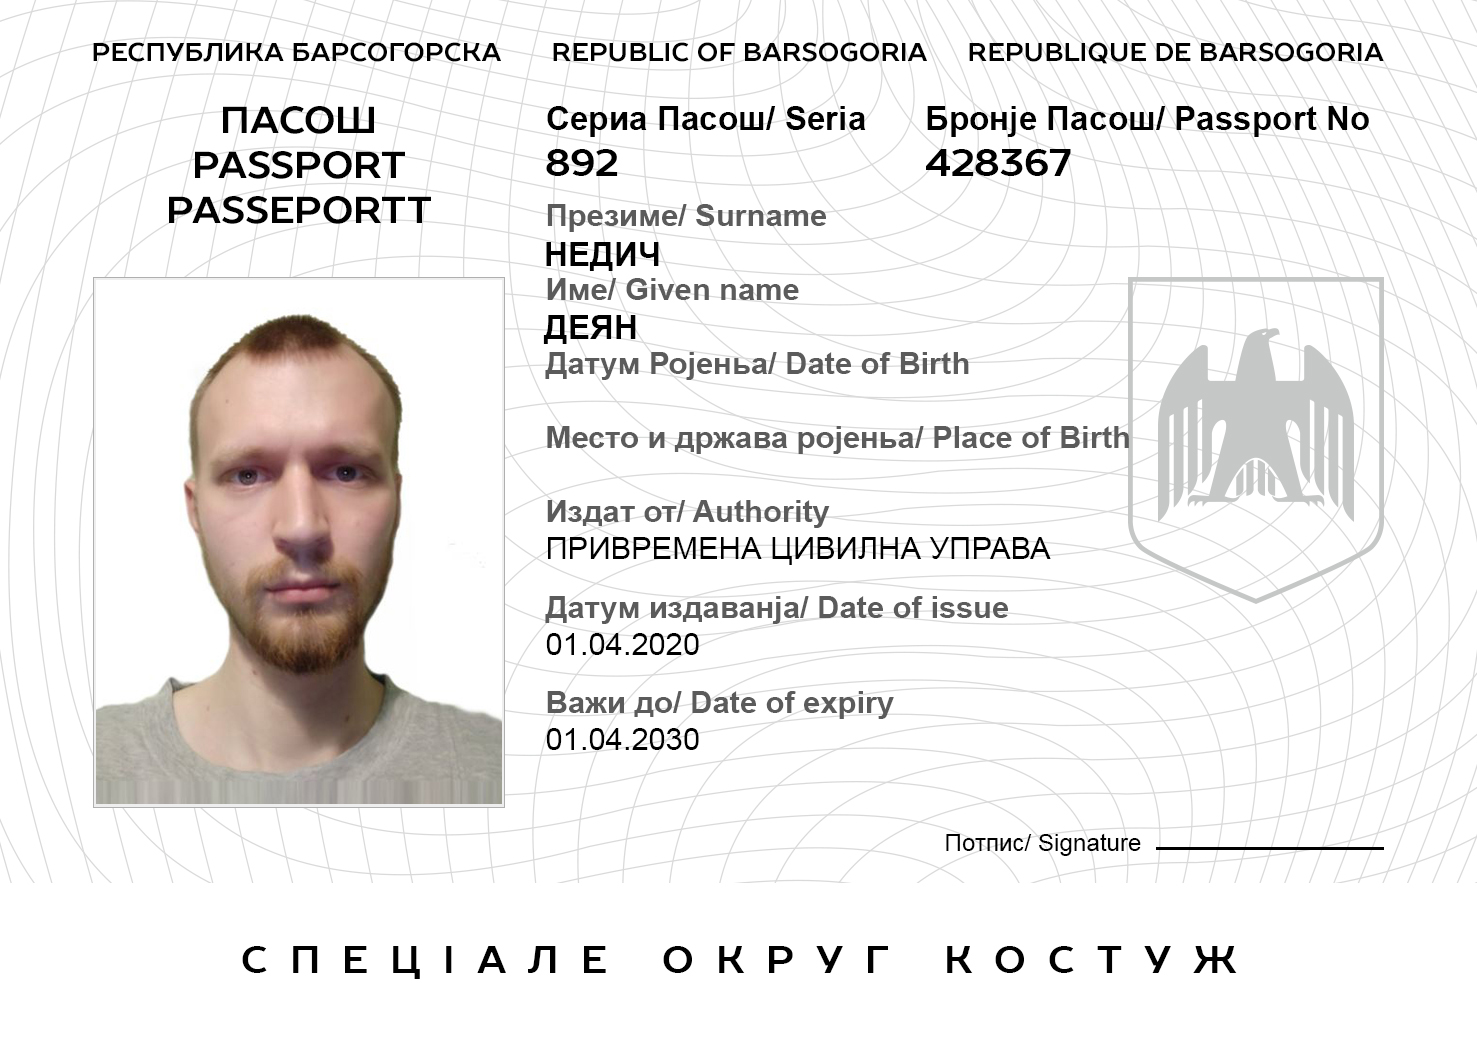 РЕСПУБЛИКА БАРСОГОРСКА REPUBLIC OF BARSOGORIA REPUBLIQUE DE BARSOGORIA
ПАСОШ
PASSPORT
PASSEPORTT
Сериа Пасош/ Seria Бронје Пасош/ Passport No
892 428367
Презиме/ Surname
НЕДИЧ
Име/ Given name
ДЕЯН
Датум Ројењьа/ Date of Birth
Место и држава ројењьа/ Place of Birth
Издат от/ Authority
ПРИВРЕМЕНА ЦИВИЛНА УПРАВА
Датум издаванја/ Date of issue
01.04.2020
Важи до/ Date of expiry
01.04.2030
Потпис/ Signature
СПЕЦІАЛЕ ОКРУГ КОСТУЖ